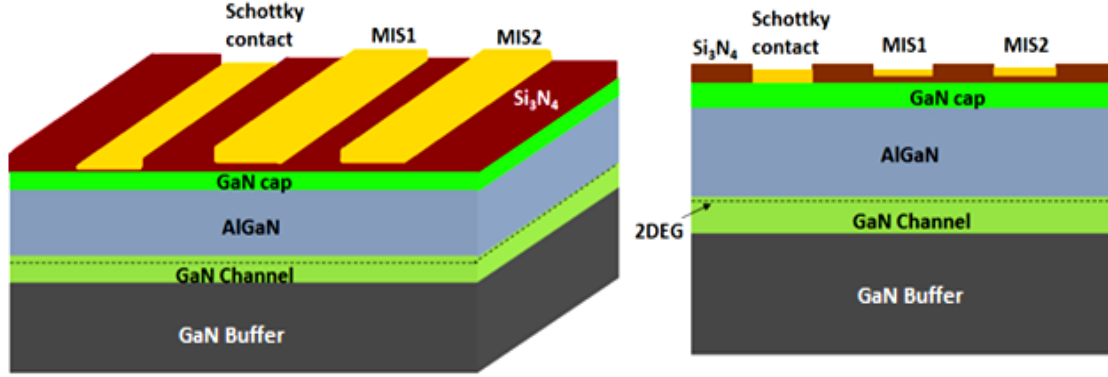 Schottky
contact
MIS1
MIS2
Si₃N₄
GaN cap
AlGaN
GaN Channel
GaN Buffer
Si₃N₄
Schottky
contact
MIS1
MIS2
GaN cap
AlGaN
2DEG
GaN Channel
GaN Buffer